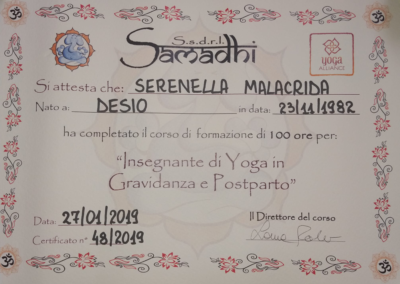 S.s.d.r.l.
Samadhi
yoga
ALLIANCE
Si attesta che: SERENELLA MALACRIDA
Nato a: DESIO in data: 23/11/1982
ha completato il corso di formazione di 100 ore per:
"Insegnante di Yoga in
Gravidanza e Postparto"
Data: 27/01/2019 Il Direttore del corso
Certificato n° 48/2019